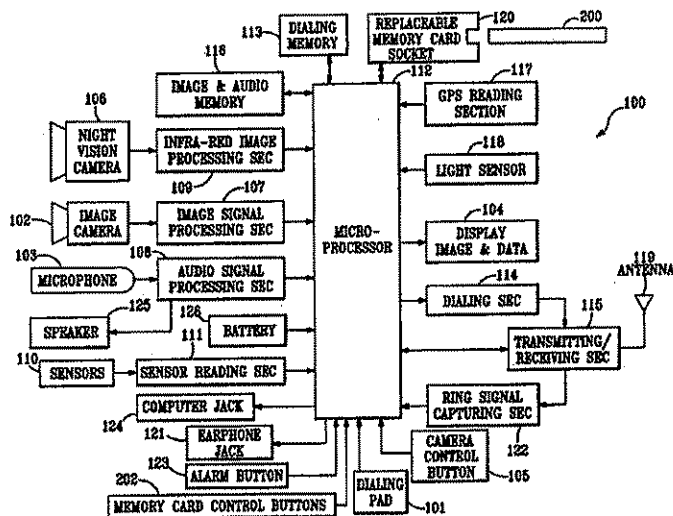 113
DIALING
MEMORY
REPLACEABLE
MEMORY CARD
SOCKET
120
200
116
112
IMAGE & AUDIO
MEMORY
117
GPS READING
SECTION
100
106
NIGHT
VISION
CAMERA
INFRA-RED IMAGE
PROCESSING SEC
109
118
LIGHT SENSOR
107
102
IMAGE
CAMERA
IMAGE SIGNAL
PROCESSING SEC
MICRO-
PROCESSOR
104
DISPLAY
IMAGE & DATA
103
MICROPHONE
108
AUDIO SIGNAL
PROCESSING SEC
114
DIALING SEC
119
ANTENNA
125
SPEAKER
126
BATTERY
115
TRANSMITTING/
RECEIVING SEC
110
SENSORS
111
SENSOR READING SEC
COMPUTER JACK
124
RING SIGNAL
CAPTURING SEC
122
121
EARPHONE
JACK
123
ALARM BUTTON
CAMERA
CONTROL
BUTTON
105
202
MEMORY CARD CONTROL BUTTONS
DIALING
PAD
101